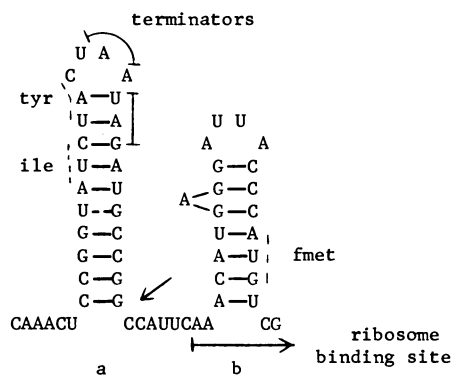 terminators
U A
C A
tyr A–U
U–A U U
C–G A A
ile U–A G–C
A–U A G–C
U--G G–C
G–C U–A
G–C A–U fmet
C–G C–G
C–G A–U
CAAACU CCAUUCAA CG
ribosome
binding site
a b